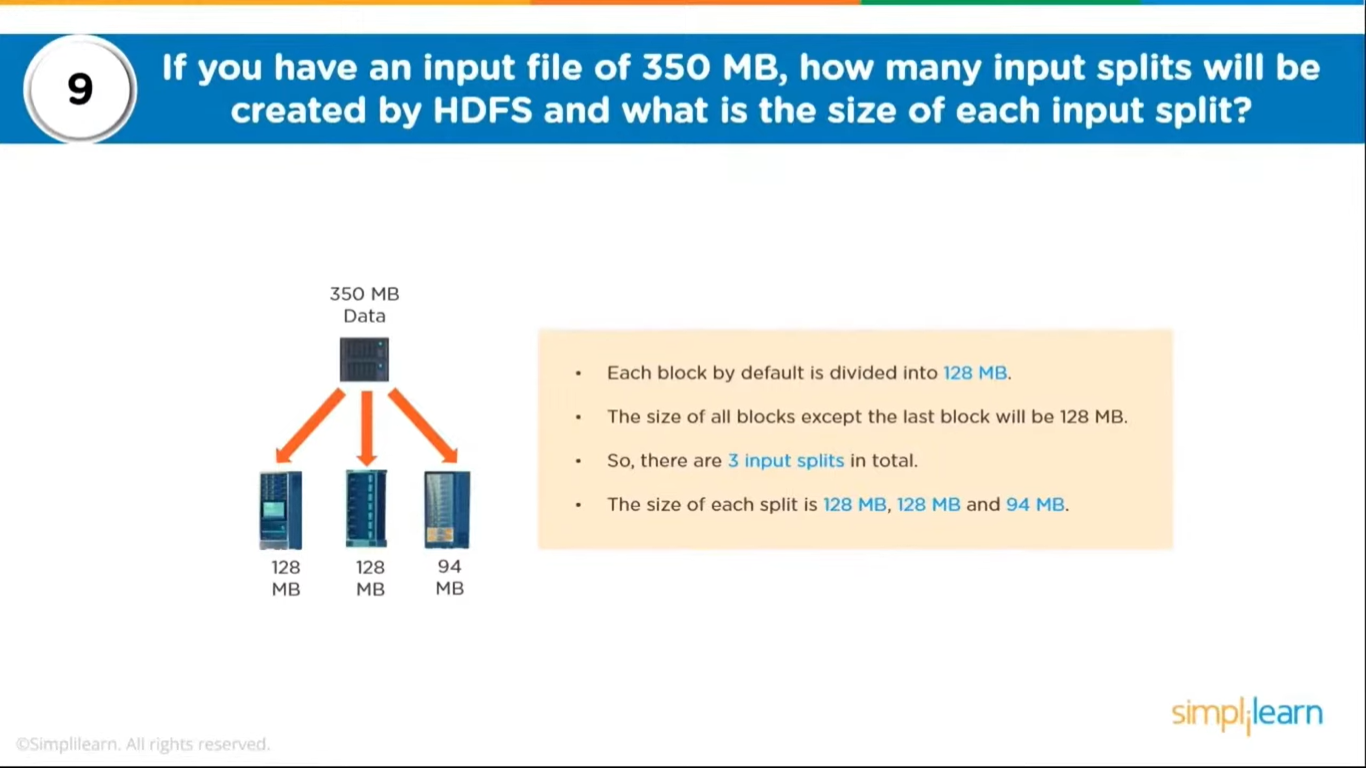 9
If you have an input file of 350 MB, how many input splits will be
created by HDFS and what is the size of each input split?
350 MB
Data
128
MB
128
MB
94
MB
• Each block by default is divided into 128 MB.
• The size of all blocks except the last block will be 128 MB.
• So, there are 3 input splits in total.
• The size of each split is 128 MB, 128 MB and 94 MB.
simplilearn
©Simplilearn. All rights reserved.